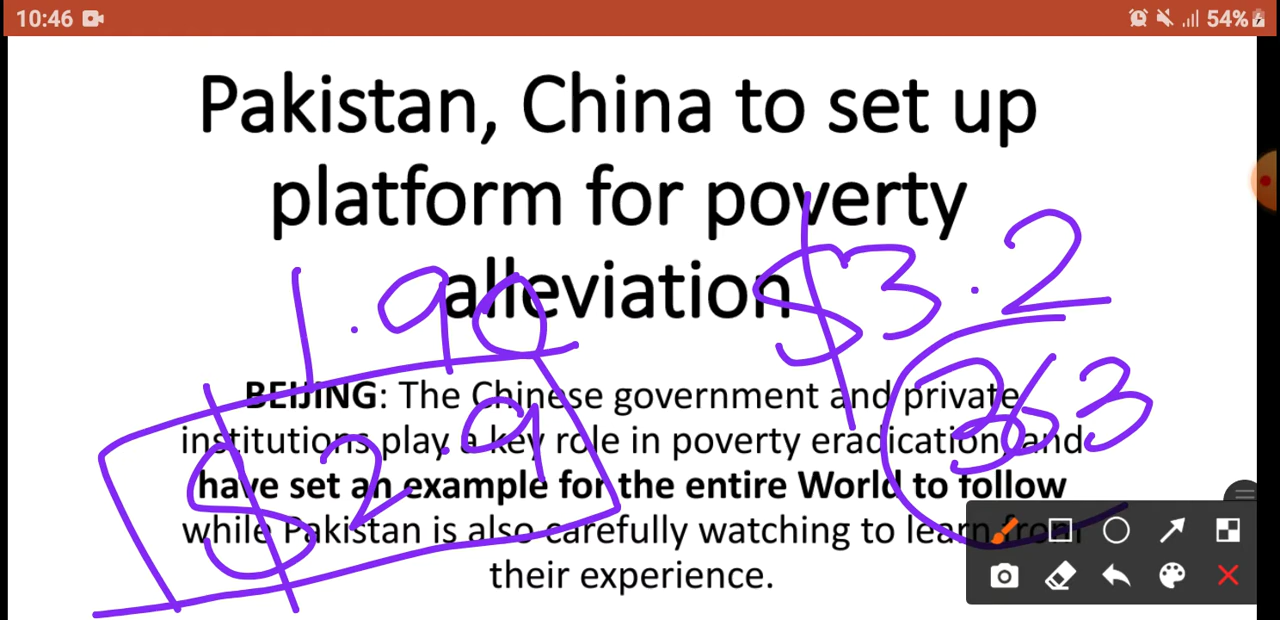 10:46 54%
Pakistan, China to set up
platform for poverty
alleviation
$3.2
1.90
363
BEIJING: The Chinese government and private
institutions play a key role in poverty eradication, and
$2.9
have set an example for the entire World to follow
while Pakistan is also carefully watching to learn from
their experience.